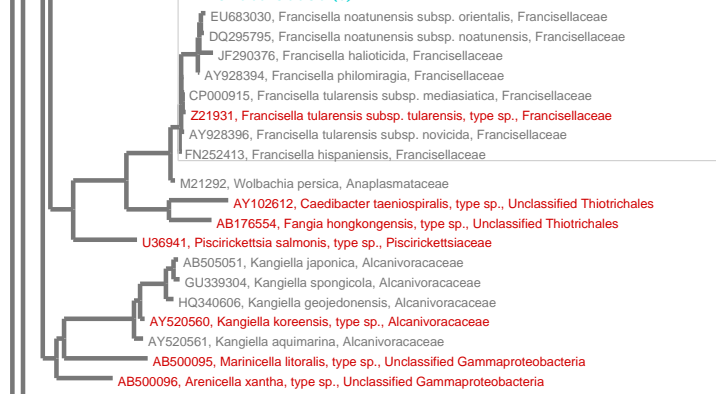 EU683030, Francisella noatunensis subsp. orientalis, Francisellaceae
DQ295795, Francisella noatunensis subsp. noatunensis, Francisellaceae
JF290376, Francisella halioticida, Francisellaceae
AY928394, Francisella philomiragia, Francisellaceae
CP000915, Francisella tularensis subsp. mediasiatica, Francisellaceae
Z21931, Francisella tularensis subsp. tularensis, type sp., Francisellaceae
AY928396, Francisella tularensis subsp. novicida, Francisellaceae
FN252413, Francisella hispaniensis, Francisellaceae
M21292, Wolbachia persica, Anaplasmataceae
AY102612, Caedibacter taeniospiralis, type sp., Unclassified Thiotrichales
AB176554, Fangia hongkongensis, type sp., Unclassified Thiotrichales
U36941, Piscirickettsia salmonis, type sp., Piscirickettsiaceae
AB505051, Kangiella japonica, Alcanivoracaceae
GU339304, Kangiella spongicola, Alcanivoracaceae
HQ340606, Kangiella geojedonensis, Alcanivoracaceae
AY520560, Kangiella koreensis, type sp., Alcanivoracaceae
AY520561, Kangiella aquimarina, Alcanivoracaceae
AB500095, Marinicella litoralis, type sp., Unclassified Gammaproteobacteria
AB500096, Arenicella xantha, type sp., Unclassified Gammaproteobacteria